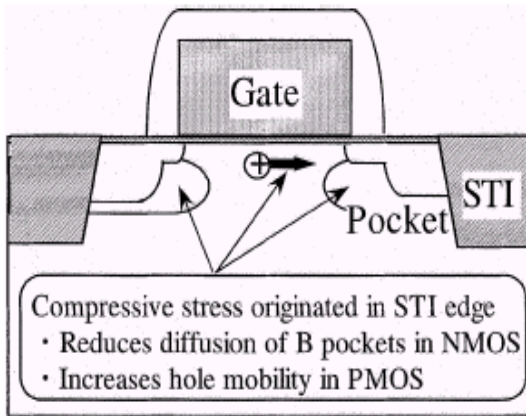 Gate
STI
Pocket
Compressive stress originated in STI edge
・Reduces diffusion of B pockets in NMOS
・Increases hole mobility in PMOS